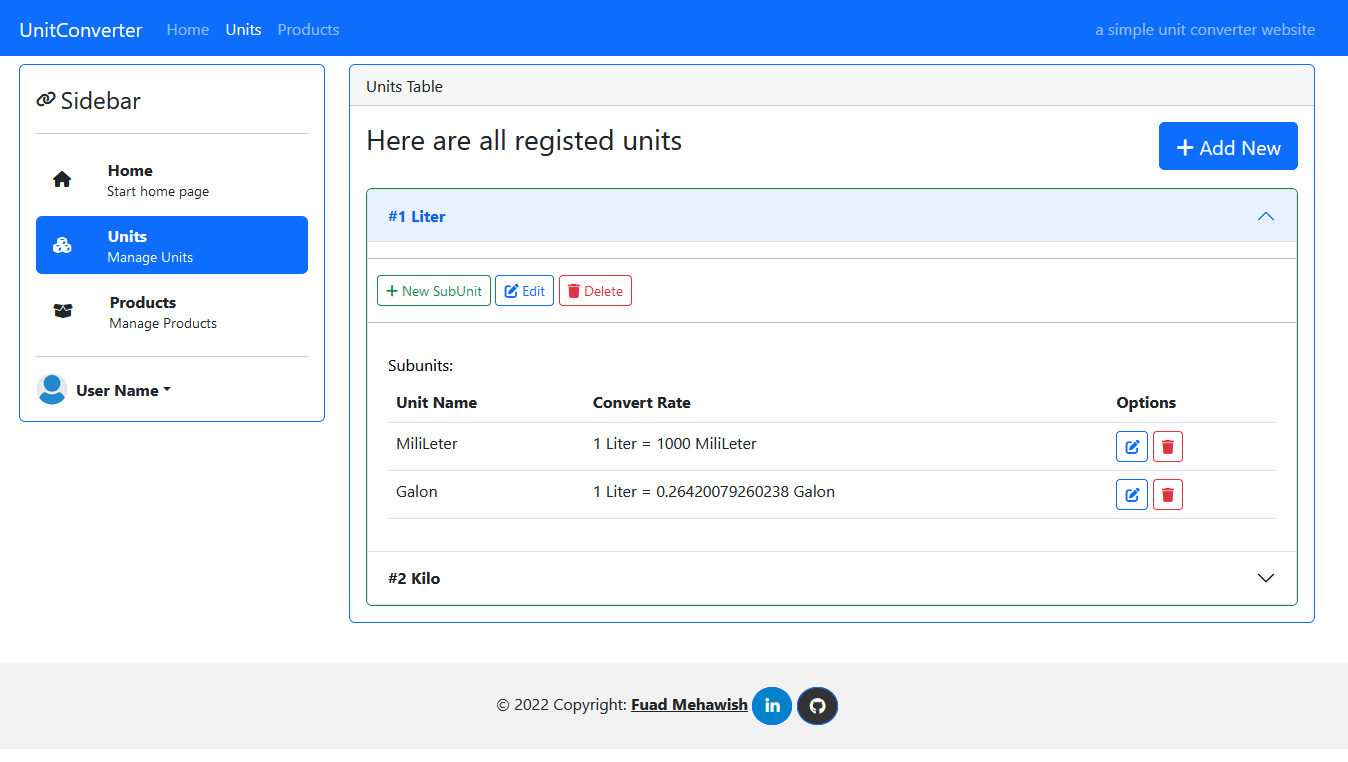 UnitConverter Home Units Products a simple unit converter website
Sidebar
Home
Start home page
Units
Manage Units
Products
Manage Products
User Name
Units Table
Here are all registed units
Add New
#1 Liter
New SubUnit Edit Delete
Subunits:
Unit Name Convert Rate Options
MiliLeter 1 Liter = 1000 MiliLeter
Galon 1 Liter = 0.26420079260238 Galon
#2 Kilo
© 2022 Copyright: Fuad Mehawish in